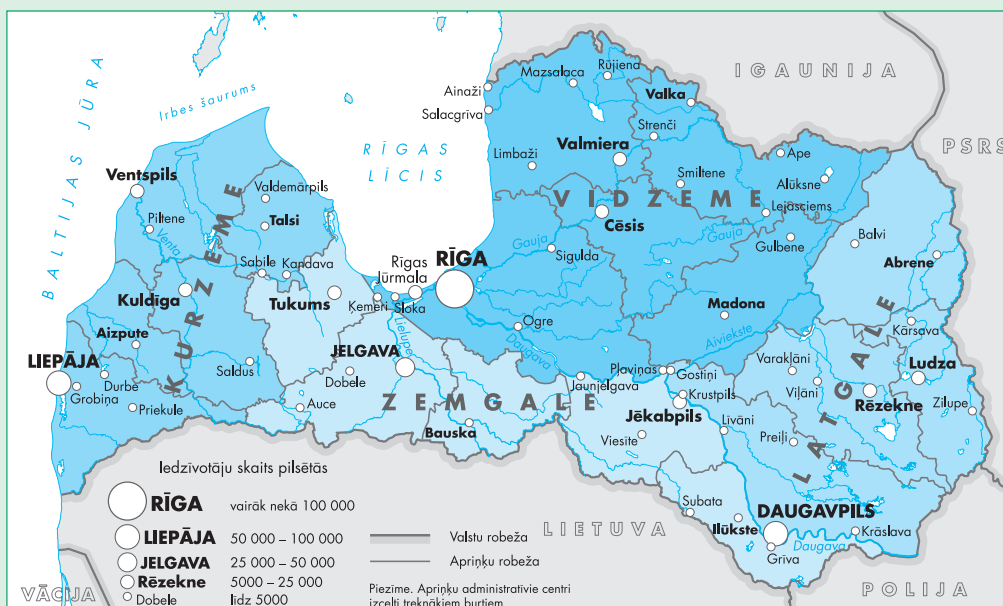 IGAUNIJA
PSRS
BALTIJAS JŪRA
Irbes šaurums
RĪGAS
LĪCIS
Ainaži
Salacgrīva
Mazsalaca
Rūjiena
Valka
Strenči
Limbaži
Valmiera
Smiltene
Ape
Alūksne
Lejasciems
VIDZEME
Cēsis
Gauja
Gauja
Gulbene
Balvi
Abrene
Sigulda
Ventspils
Piltene
Venta
Valdemārpils
Talsi
KURZEME
Sabile
Kandava
Kuldīga
Tukums
Rīgas
Jūrmala
RĪGA
Ķemeri
Sloka
Lielupe
Ogre
Daugava
Madona
Aiviekste
Kārsava
Aizpute
LIEPĀJA
Durbe
Grobiņa
Priekule
Saldus
JELGAVA
Dobele
Auce
ZEMGALE
Bauska
Jaunjelgava
Pļaviņas
Gostiņi
Krustpils
Jēkabpils
Viesīte
Varakļāni
Viļāni
LATGALE
Ludza
Rēzekne
Zilupe
Līvāni
Preiļi
Subata
Ilūkste
DAUGAVPILS
Grīva
Daugava
Krāslava
LIETUVA
POLIJA
VĀCIJA
Iedzīvotāju skaits pilsētās
RĪGA vairāk nekā 100 000
LIEPĀJA 50 000 – 100 000
JELGAVA 25 000 – 50 000
Rēzekne 5000 – 25 000
Dobele līdz 5000
Valstu robeža
Apriņķu robeža
Piezīme. Apriņķu administratīvie centri
izcelti treknākiem burtiem